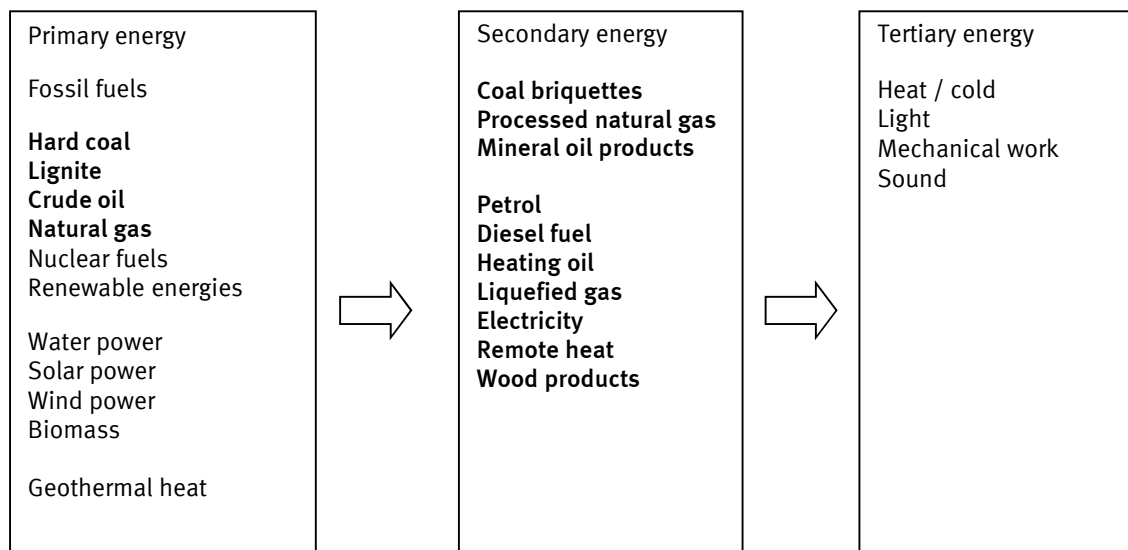 Primary energy
Fossil fuels
Hard coal
Lignite
Crude oil
Natural gas
Nuclear fuels
Renewable energies
Water power
Solar power
Wind power
Biomass
Geothermal heat
Secondary energy
Coal briquettes
Processed natural gas
Mineral oil products
Petrol
Diesel fuel
Heating oil
Liquefied gas
Electricity
Remote heat
Wood products
Tertiary energy
Heat / cold
Light
Mechanical work
Sound